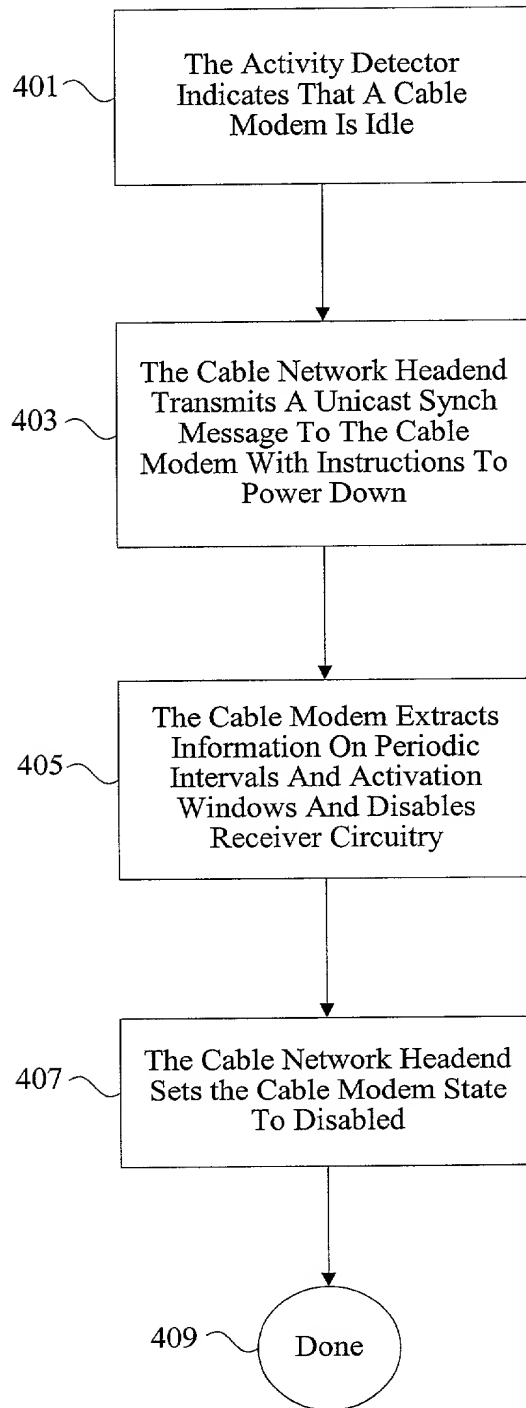 401
The Activity Detector
Indicates That A Cable
Modem Is Idle
403
The Cable Network Headend
Transmits A Unicast Synch
Message To The Cable
Modem With Instructions To
Power Down
405
The Cable Modem Extracts
Information On Periodic
Intervals And Activation
Windows And Disables
Receiver Circuitry
407
The Cable Network Headend
Sets the Cable Modem State
To Disabled
409
Done